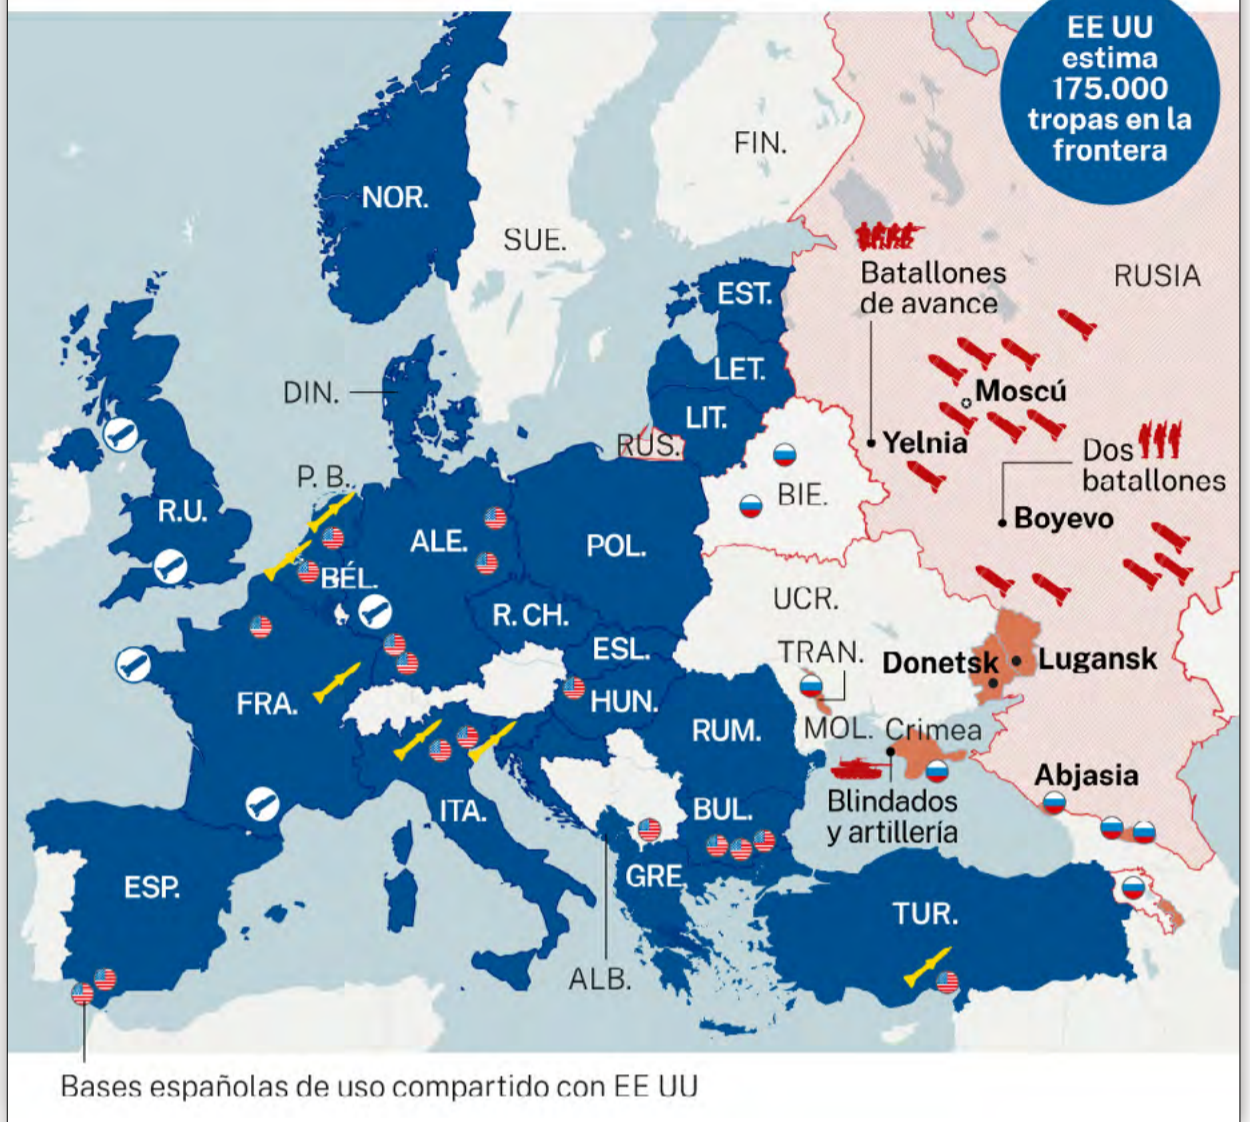 EE UU
estima
175.000
tropas en la
frontera
NOR.
FIN.
SUE.
RUSIA
Batallones
de avance
EST.
LET.
LIT.
DIN.
RUS.
Moscú
Yelnia
Dos
batallones
Boyevo
BIE.
P. B.
R.U.
ALE.
POL.
BÉL.
R. CH.
UCR.
ESL.
TRAN.
Donetsk
Lugansk
FRA.
HUN.
RUM.
MOL.
Crimea
Abjasia
Blindados
y artillería
ITA.
BUL.
GRE.
ESP.
TUR.
ALB.
Bases españolas de uso compartido con EE UU